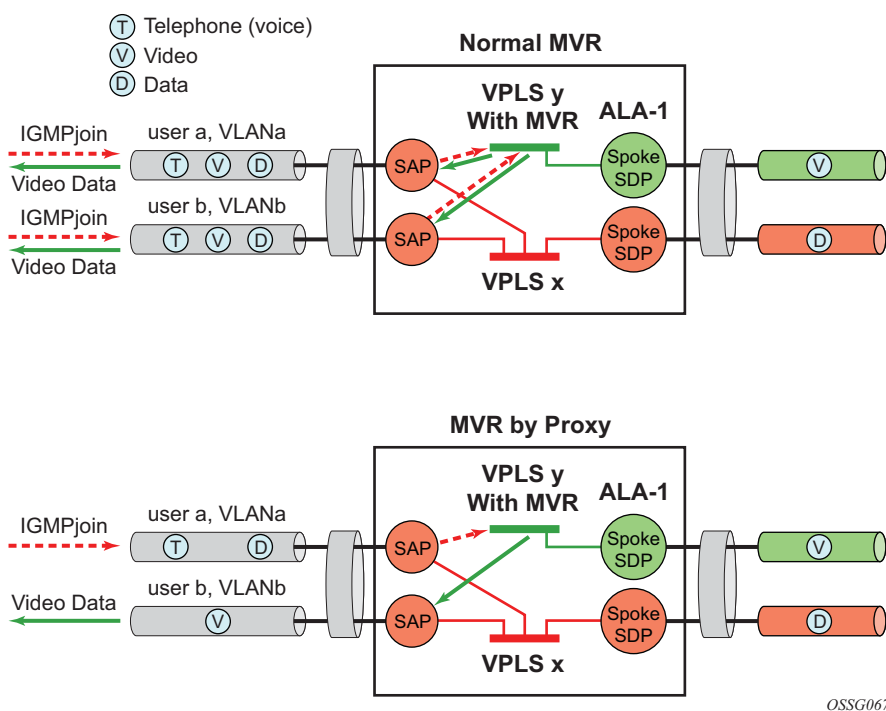 T Telephone (voice)
V Video
D Data
Normal MVR
VPLS y
With MVR
ALA-1
IGMPjoin
Video Data
user a, VLANa
T V D
SAP
Spoke
SDP
V
IGMPjoin
Video Data
user b, VLANb
T V D
SAP
Spoke
SDP
D
VPLS x
MVR by Proxy
VPLS y
With MVR
ALA-1
IGMPjoin
user a, VLANa
T D
SAP
Spoke
SDP
V
Video Data
user b, VLANb
V
SAP
Spoke
SDP
D
VPLS x
OSSG067